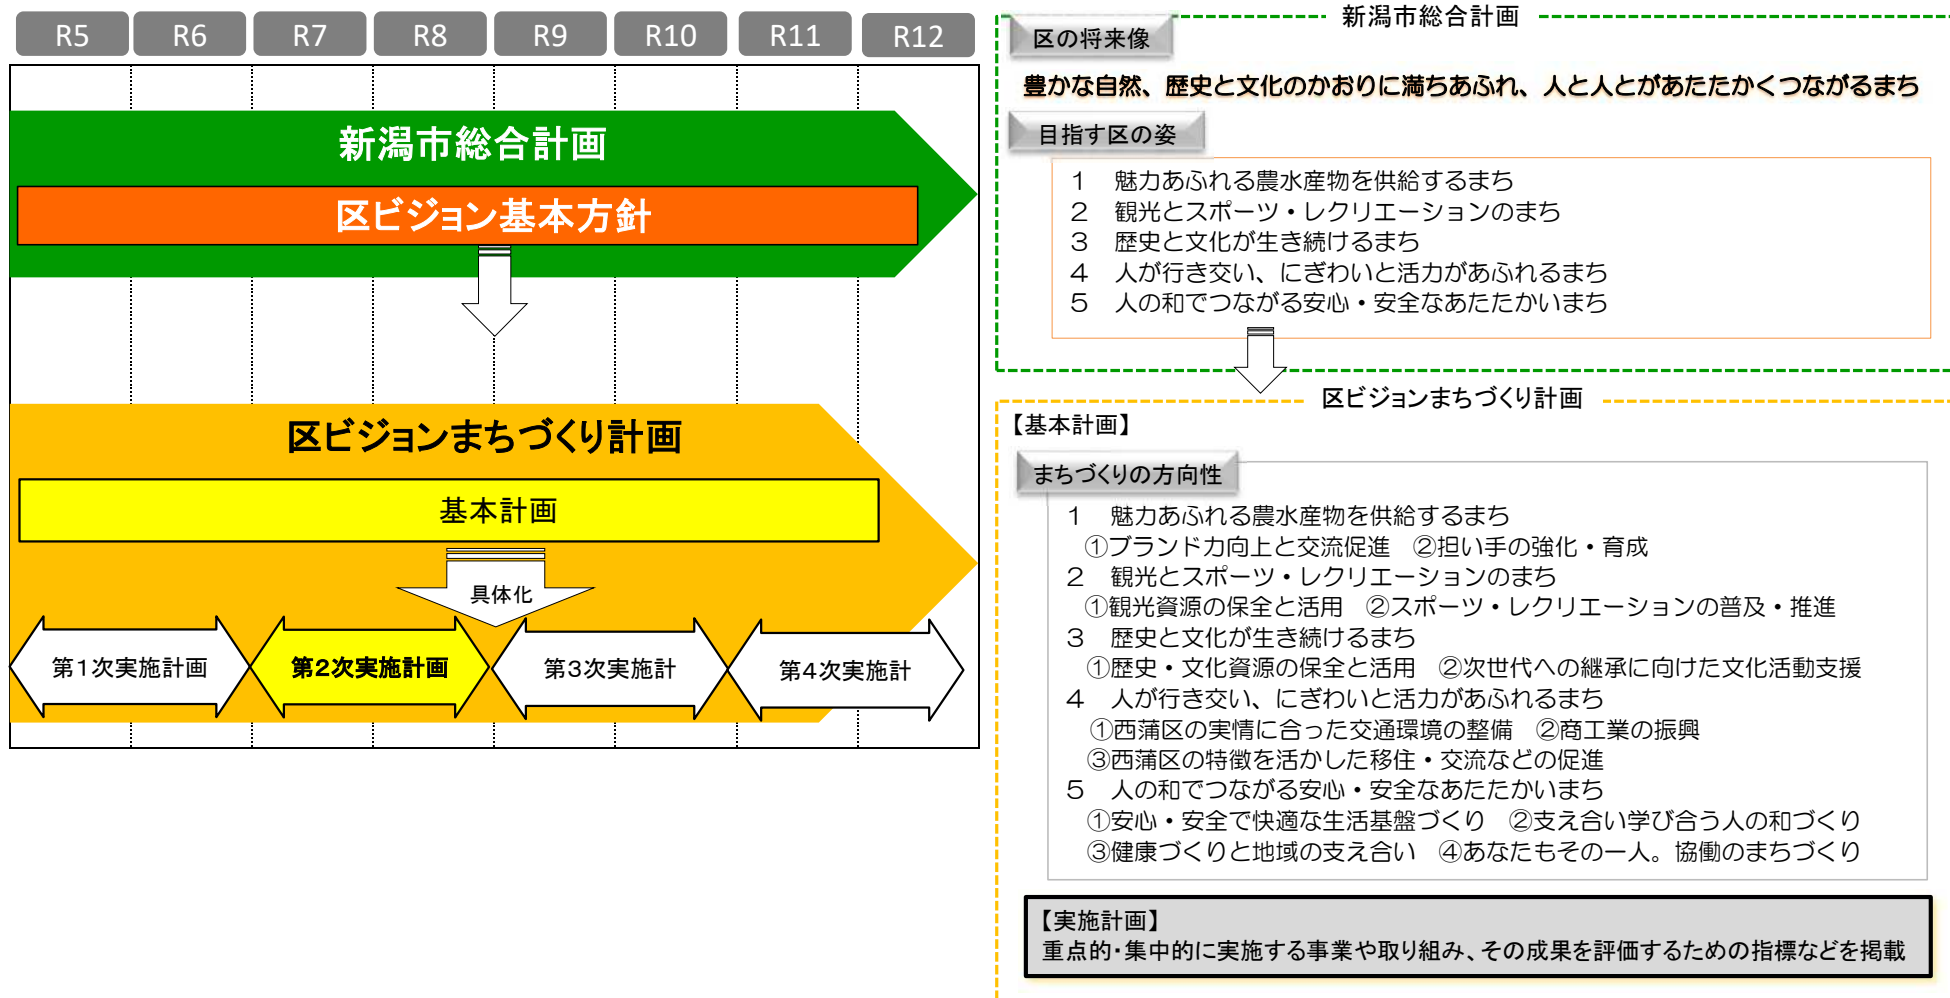 R5 R6 R7 R8 R9 R10 R11 R12
新潟市総合計画
区ビジョン基本方針
区ビジョンまちづくり計画
基本計画
具体化
第1次実施計画 第2次実施計画 第3次実施計 第4次実施計
新潟市総合計画
区の将来像
豊かな自然、歴史と文化のかおりに満ちあふれ、人と人とがあたたかくつながるまち
目指す区の姿
1 魅力あふれる農水産物を供給するまち
2 観光とスポーツ・レクリエーションのまち
3 歴史と文化が生き続けるまち
4 人が行き交い、にぎわいと活力があふれるまち
5 人の和でつながる安心・安全なあたたかいまち
区ビジョンまちづくり計画
【基本計画】
まちづくりの方向性
1 魅力あふれる農水産物を供給するまち
①ブランド力向上と交流促進 ②担い手の強化・育成
2 観光とスポーツ・レクリエーションのまち
①観光資源の保全と活用 ②スポーツ・レクリエーションの普及・推進
3 歴史と文化が生き続けるまち
①歴史・文化資源の保全と活用 ②次世代への継承に向けた文化活動支援
4 人が行き交い、にぎわいと活力があふれるまち
①西蒲区の実情に合った交通環境の整備 ②商工業の振興
③西蒲区の特徴を活かした移住・交流などの促進
5 人の和でつながる安心・安全なあたたかいまち
①安心・安全で快適な生活基盤づくり ②支え合い学び合う人の和づくり
③健康づくりと地域の支え合い ④あなたもその一人。協働のまちづくり
【実施計画】
重点的・集中的に実施する事業や取り組み、その成果を評価するための指標などを掲載